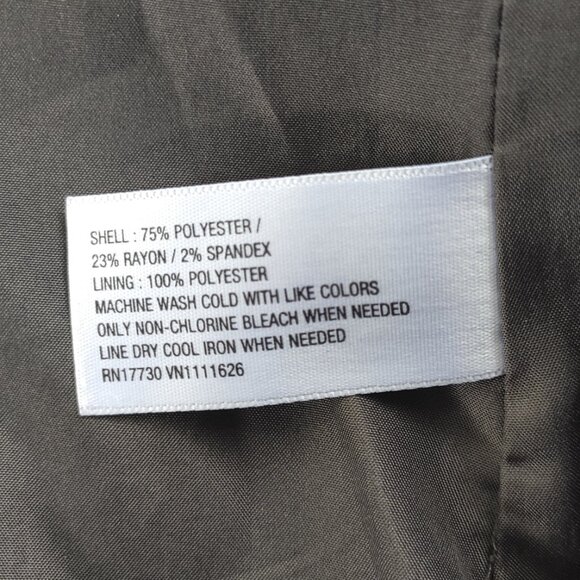 SHELL : 75% POLYESTER /
23% RAYON / 2% SPANDEX
LINING : 100% POLYESTER
MACHINE WASH COLD WITH LIKE COLORS
ONLY NON-CHLORINE BLEACH WHEN NEEDED
LINE DRY COOL IRON WHEN NEEDED
RN17730 VN1111626